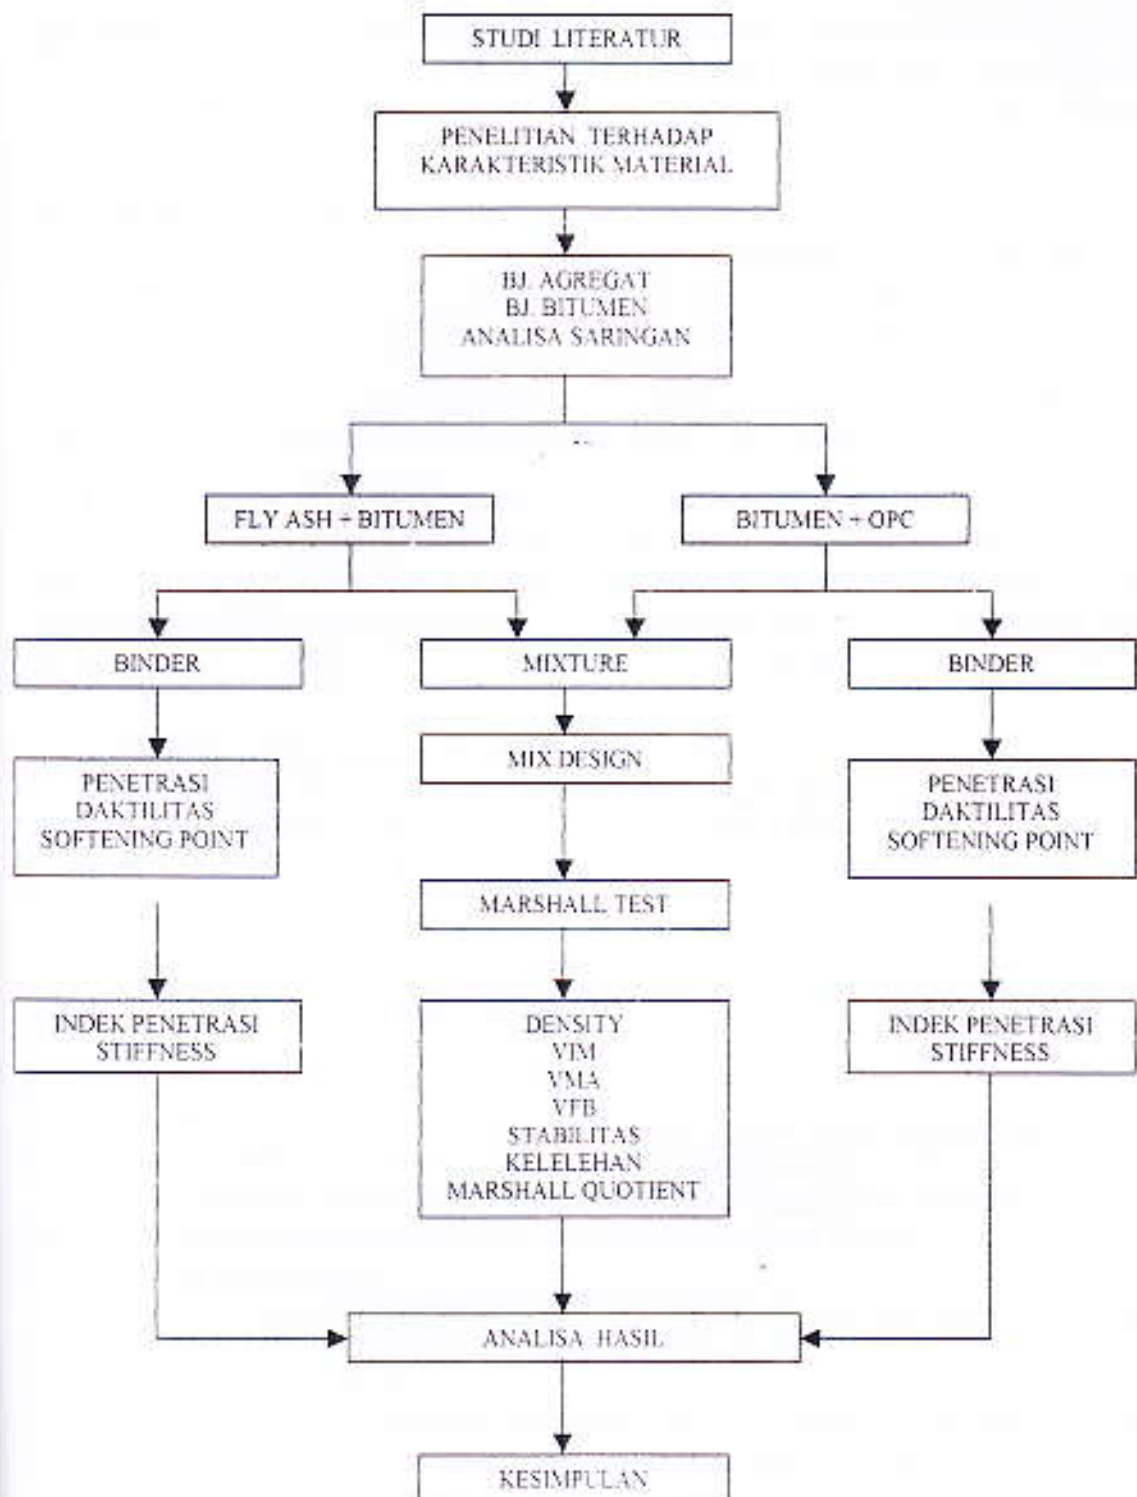 STUDI LITERATUR
PENELITIAN TERHADAP
KARAKTERISTIK MATERIAL
BJ. AGREGAT
BJ. BITUMEN
ANALISA SARINGAN
FLY ASH + BITUMEN
BITUMEN + OPC
BINDER
MIXTURE
BINDER
MIX DESIGN
PENETRASI
DAKTILITAS
SOFTENING POINT
PENETRASI
DAKTILITAS
SOFTENING POINT
MARSHALL TEST
INDEK PENETRASI
STIFFNESS
DENSITY
VIM
VMA
VFB
STABILITAS
KELELEHAN
MARSHALL QUOTIENT
INDEK PENETRASI
STIFFNESS
ANALISA HASIL
KESIMPULAN